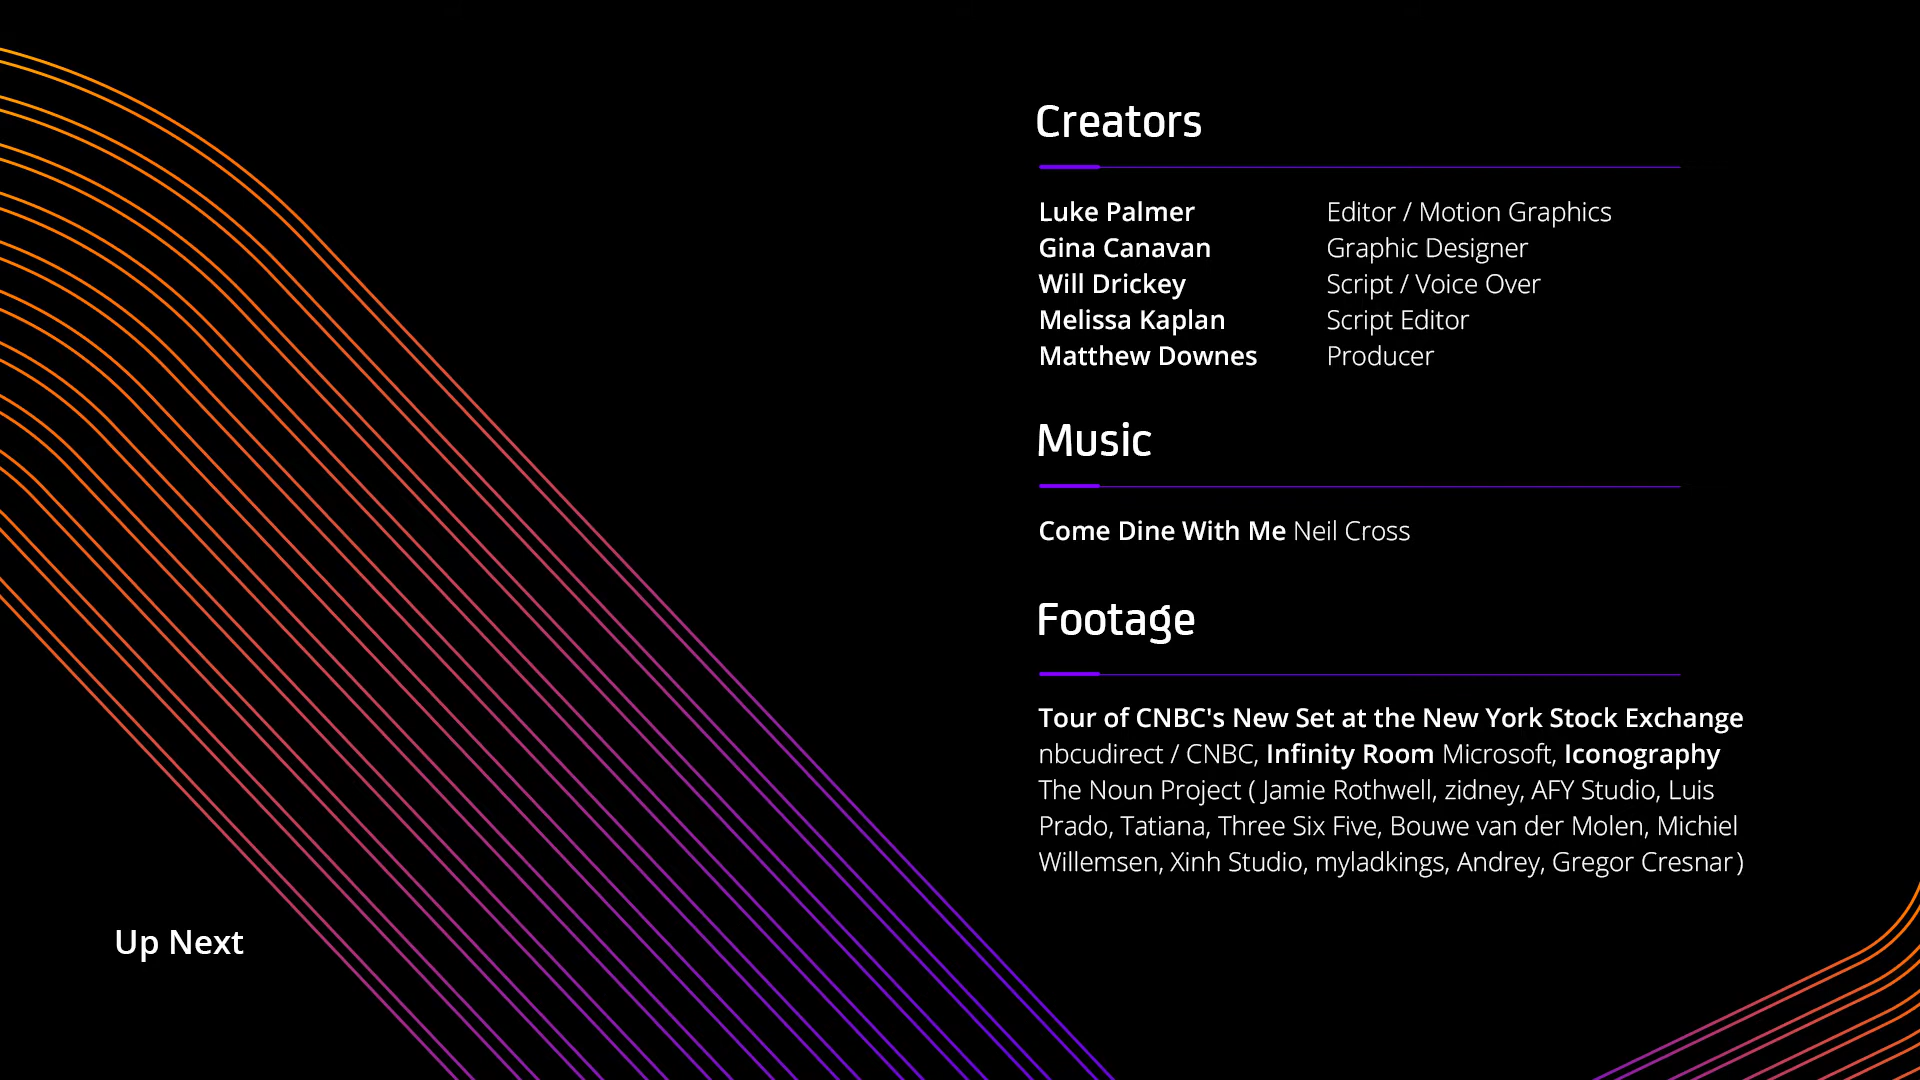 Creators
Luke Palmer Editor / Motion Graphics
Gina Canavan Graphic Designer
Will Drickey Script / Voice Over
Melissa Kaplan Script Editor
Matthew Downes Producer
Music
Come Dine With Me Neil Cross
Footage
Tour of CNBC's New Set at the New York Stock Exchange
nbcudirect / CNBC, Infinity Room Microsoft, Iconography
The Noun Project ( Jamie Rothwell, zidney, AFY Studio, Luis
Prado, Tatiana, Three Six Five, Bouwe van der Molen, Michiel
Willemsen, Xinh Studio, myladkings, Andrey, Gregor Cresnar )
Up Next